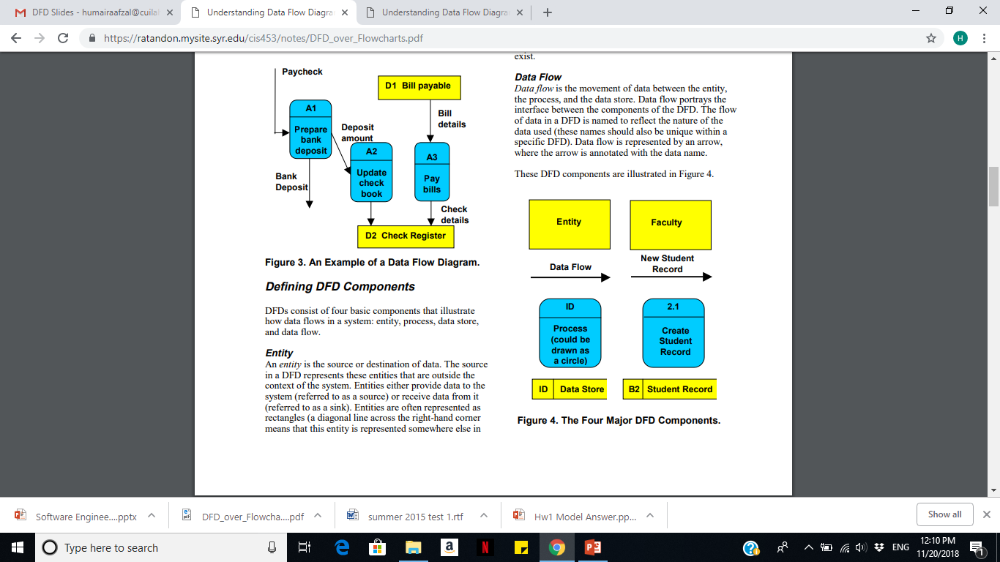 DFD Slides - humairaafzal@cuila
Understanding Data Flow Diagra
Understanding Data Flow Diagra
https://ratandon.mysite.syr.edu/cis453/notes/DFD_over_Flowcharts.pdf
H
Paycheck
D1 Bill payable
A1
Prepare
bank
deposit
Deposit
amount
Bill
details
A2
Update
check
book
A3
Pay
bills
Bank
Deposit
Check
details
D2 Check Register
Figure 3. An Example of a Data Flow Diagram.
Defining DFD Components
DFDs consist of four basic components that illustrate
how data flows in a system: entity, process, data store,
and data flow.
Entity
An entity is the source or destination of data. The source
in a DFD represents these entities that are outside the
context of the system. Entities either provide data to the
system (referred to as a source) or receive data from it
(referred to as a sink). Entities are often represented as
rectangles (a diagonal line across the right-hand corner
means that this entity is represented somewhere else in
exist.
Data Flow
Data flow is the movement of data between the entity,
the process, and the data store. Data flow portrays the
interface between the components of the DFD. The flow
of data in a DFD is named to reflect the nature of the
data used (these names should also be unique within a
specific DFD). Data flow is represented by an arrow,
where the arrow is annotated with the data name.
These DFD components are illustrated in Figure 4.
Entity
Faculty
Data Flow
New Student
Record
ID
Process
(could be
drawn as
a circle)
2.1
Create
Student
Record
ID Data Store
B2 Student Record
Figure 4. The Four Major DFD Components.
Software Enginee....pptx
DFD_over_Flowcha....pdf
summer 2015 test 1.rtf
Hw1 Model Answer.pp...
Show all
Type here to search
ENG
12:10 PM
11/20/2018
1